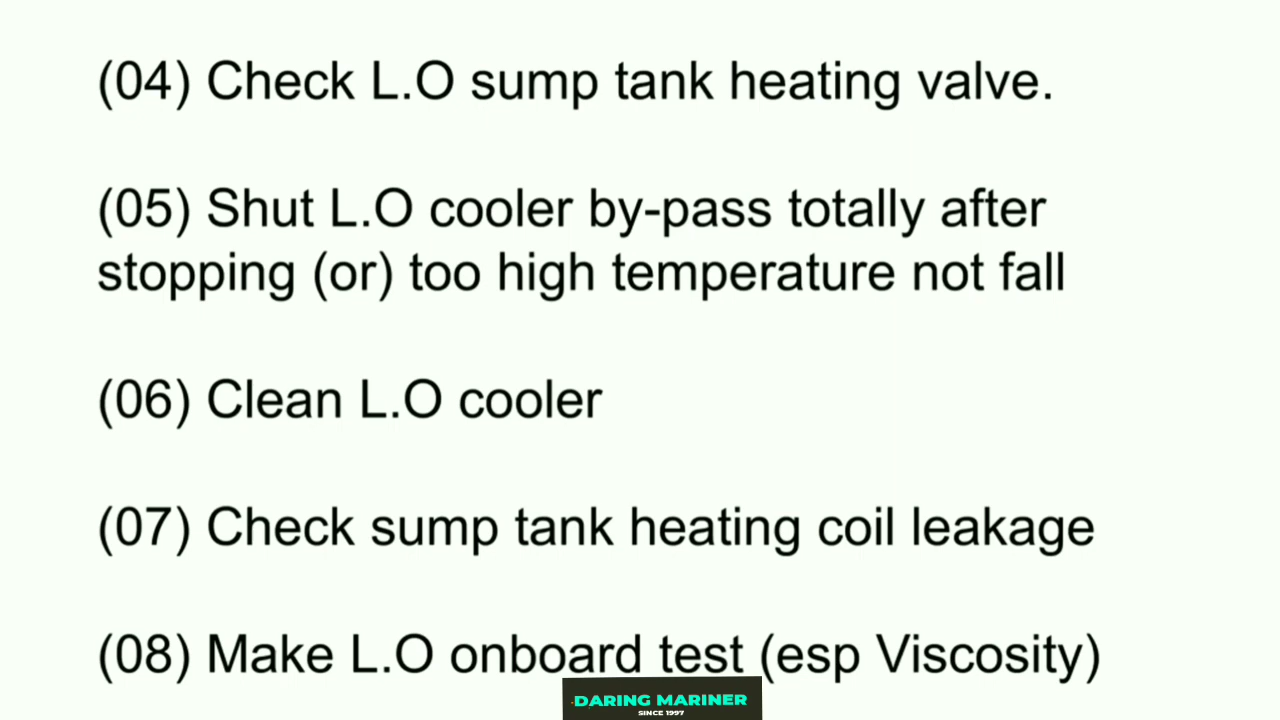 (04) Check L.O sump tank heating valve.
(05) Shut L.O cooler by-pass totally after
stopping (or) too high temperature not fall
(06) Clean L.O cooler
(07) Check sump tank heating coil leakage
(08) Make L.O onboard test (esp Viscosity)
DARING MARINER
SINCE 1997